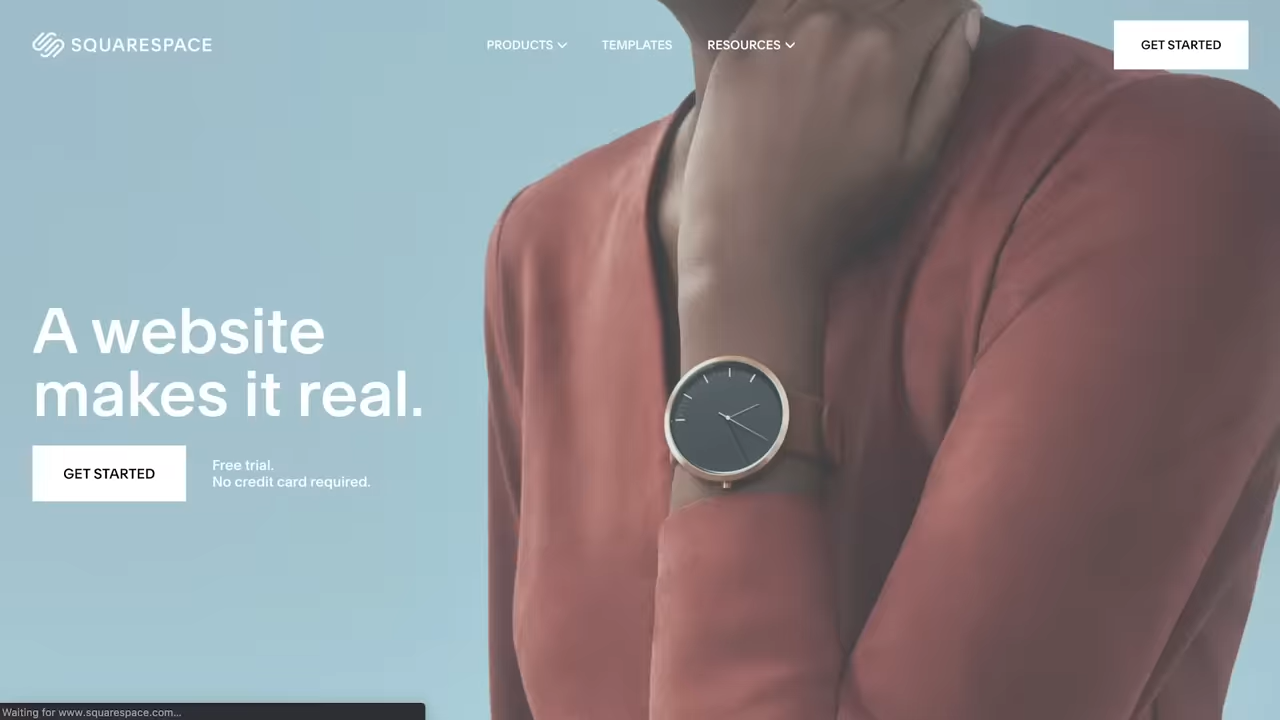 SQUARESPACE
PRODUCTS
TEMPLATES
RESOURCES
GET STARTED
A website
makes it real.
GET STARTED
Free trial.
No credit card required.
Waiting for www.squarespace.com...